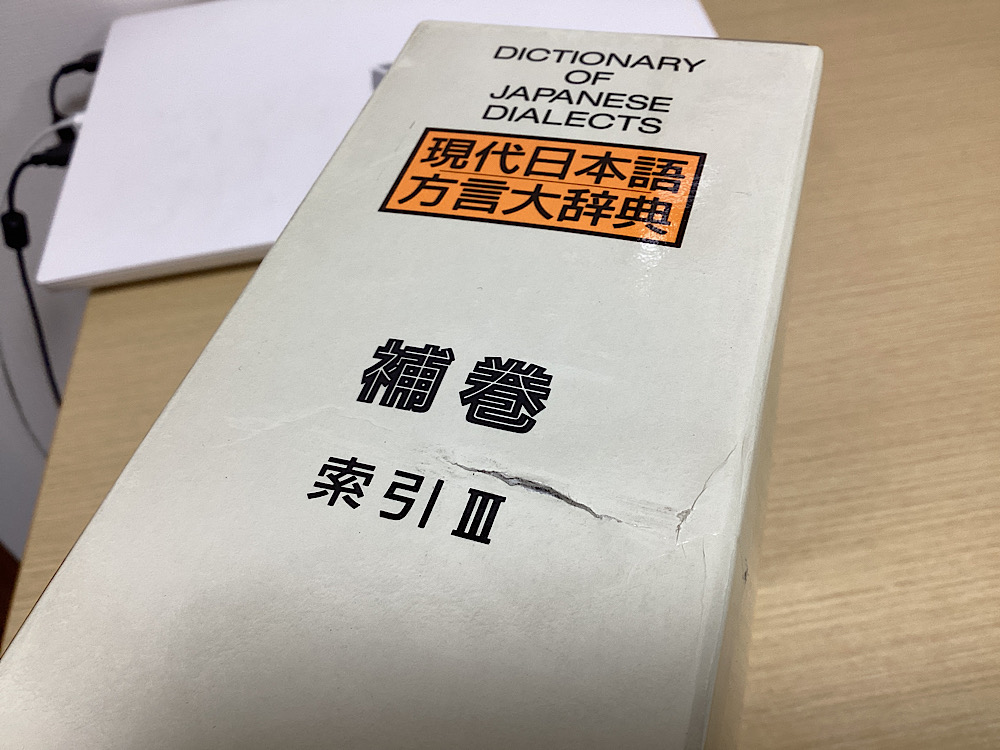 DICTIONARY
OF
JAPANESE
DIALECTS
現代日本語
方言大辞典
補巻
索引Ⅲ